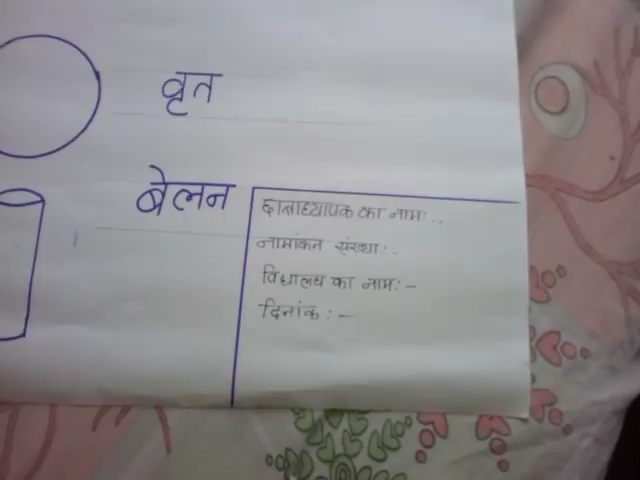 वृत
बेलन
छात्राध्यापक का नामः ..
नामांकन संख्याः .
विद्यालय का नामः -
दिनांक : -